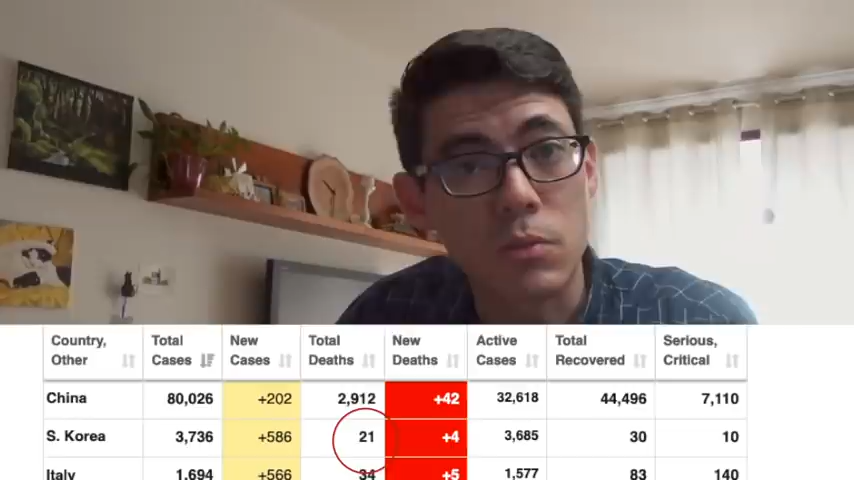 Country, Other Total Cases New Cases Total Deaths New Deaths Active Cases Total Recovered Serious, Critical
China 80,026 +202 2,912 +42 32,618 44,496 7,110
S. Korea 3,736 +586 21 +4 3,685 30 10
Italy 1,694 +566 34 +5 1,577 83 140